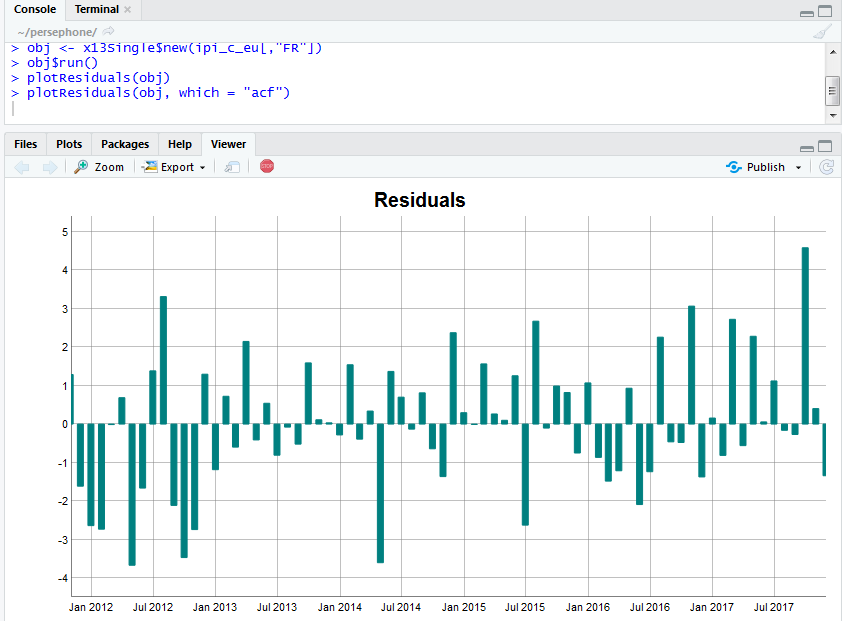 Console Terminal
~/persephone/
> obj <- x13Single$new(ipi_c_eu[,"FR"])
> obj$run()
> plotResiduals(obj)
> plotResiduals(obj, which = "acf")
Files Plots Packages Help Viewer
Zoom Export STOP Publish
Residuals
5
4
3
2
1
0
-1
-2
-3
-4
Jan 2012 Jul 2012 Jan 2013 Jul 2013 Jan 2014 Jul 2014 Jan 2015 Jul 2015 Jan 2016 Jul 2016 Jan 2017 Jul 2017